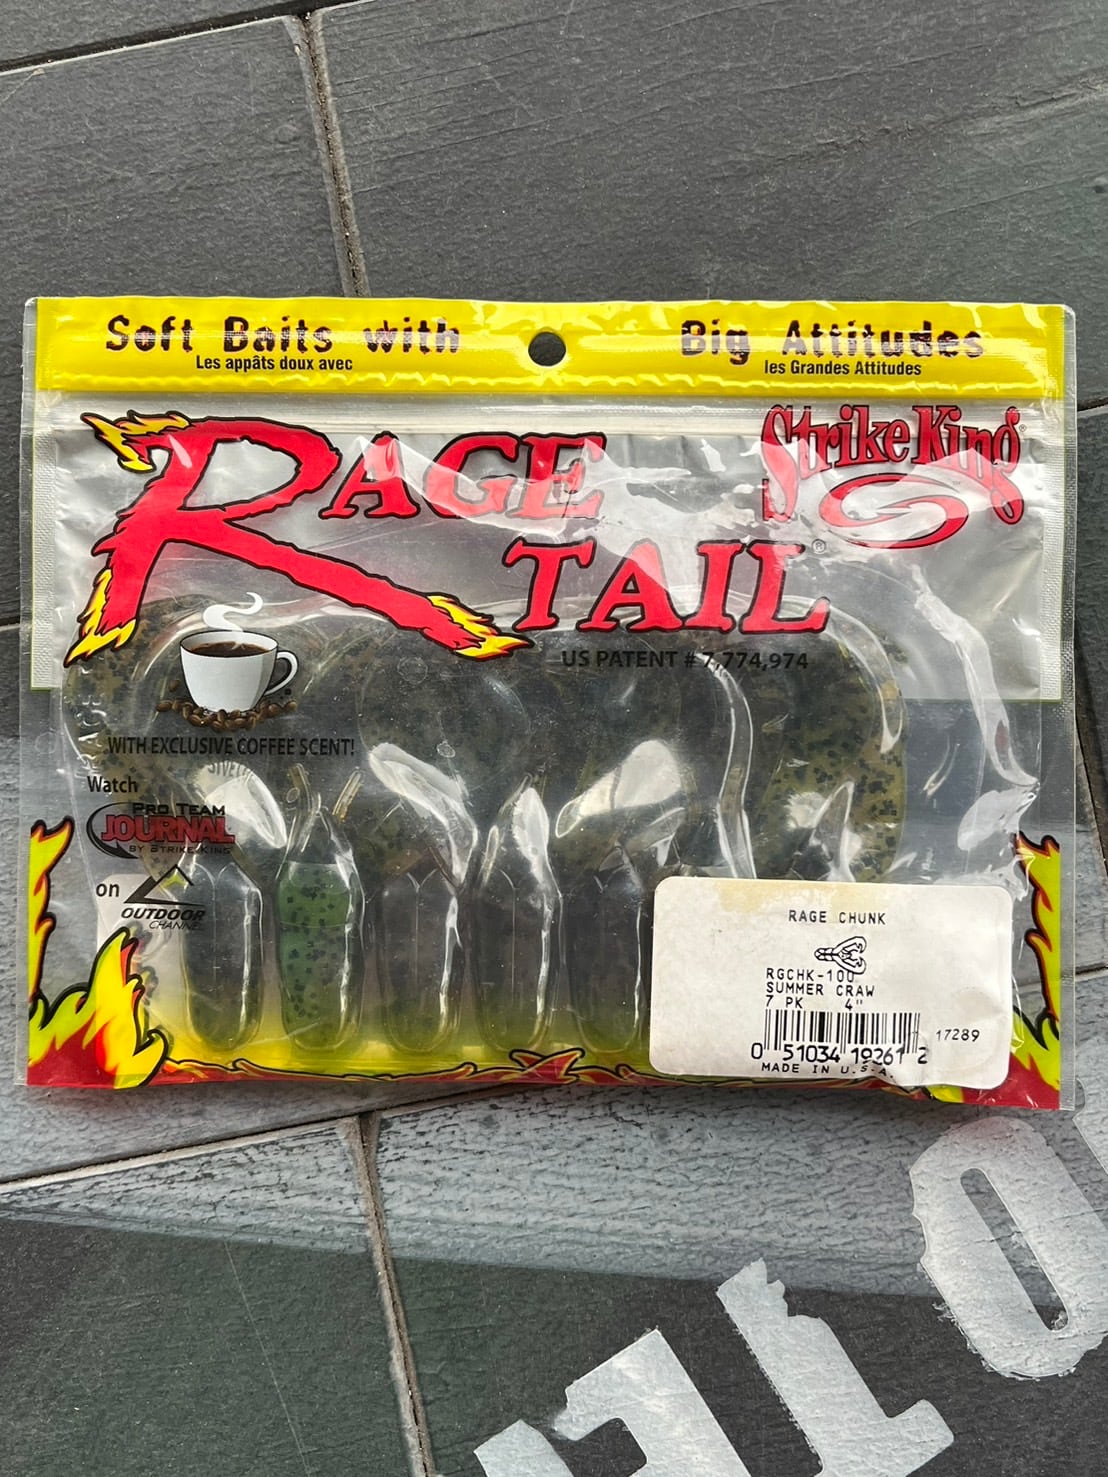 Soft Baits with
Les appâts doux avec
Big Attitudes
les Grandes Attitudes
RAGE
TAIL®
Strike King®
US PATENT # 7,774,974
WITH EXCLUSIVE COFFEE SCENT!
Watch
PRO TEAM
JOURNAL
BY STRIKE KING
on
OUTDOOR
CHANNEL
RAGE CHUNK
RGCHK-100
SUMMER CRAW
7 PK 4"
17289
0 51034 19261 2
MADE IN U.S.A.